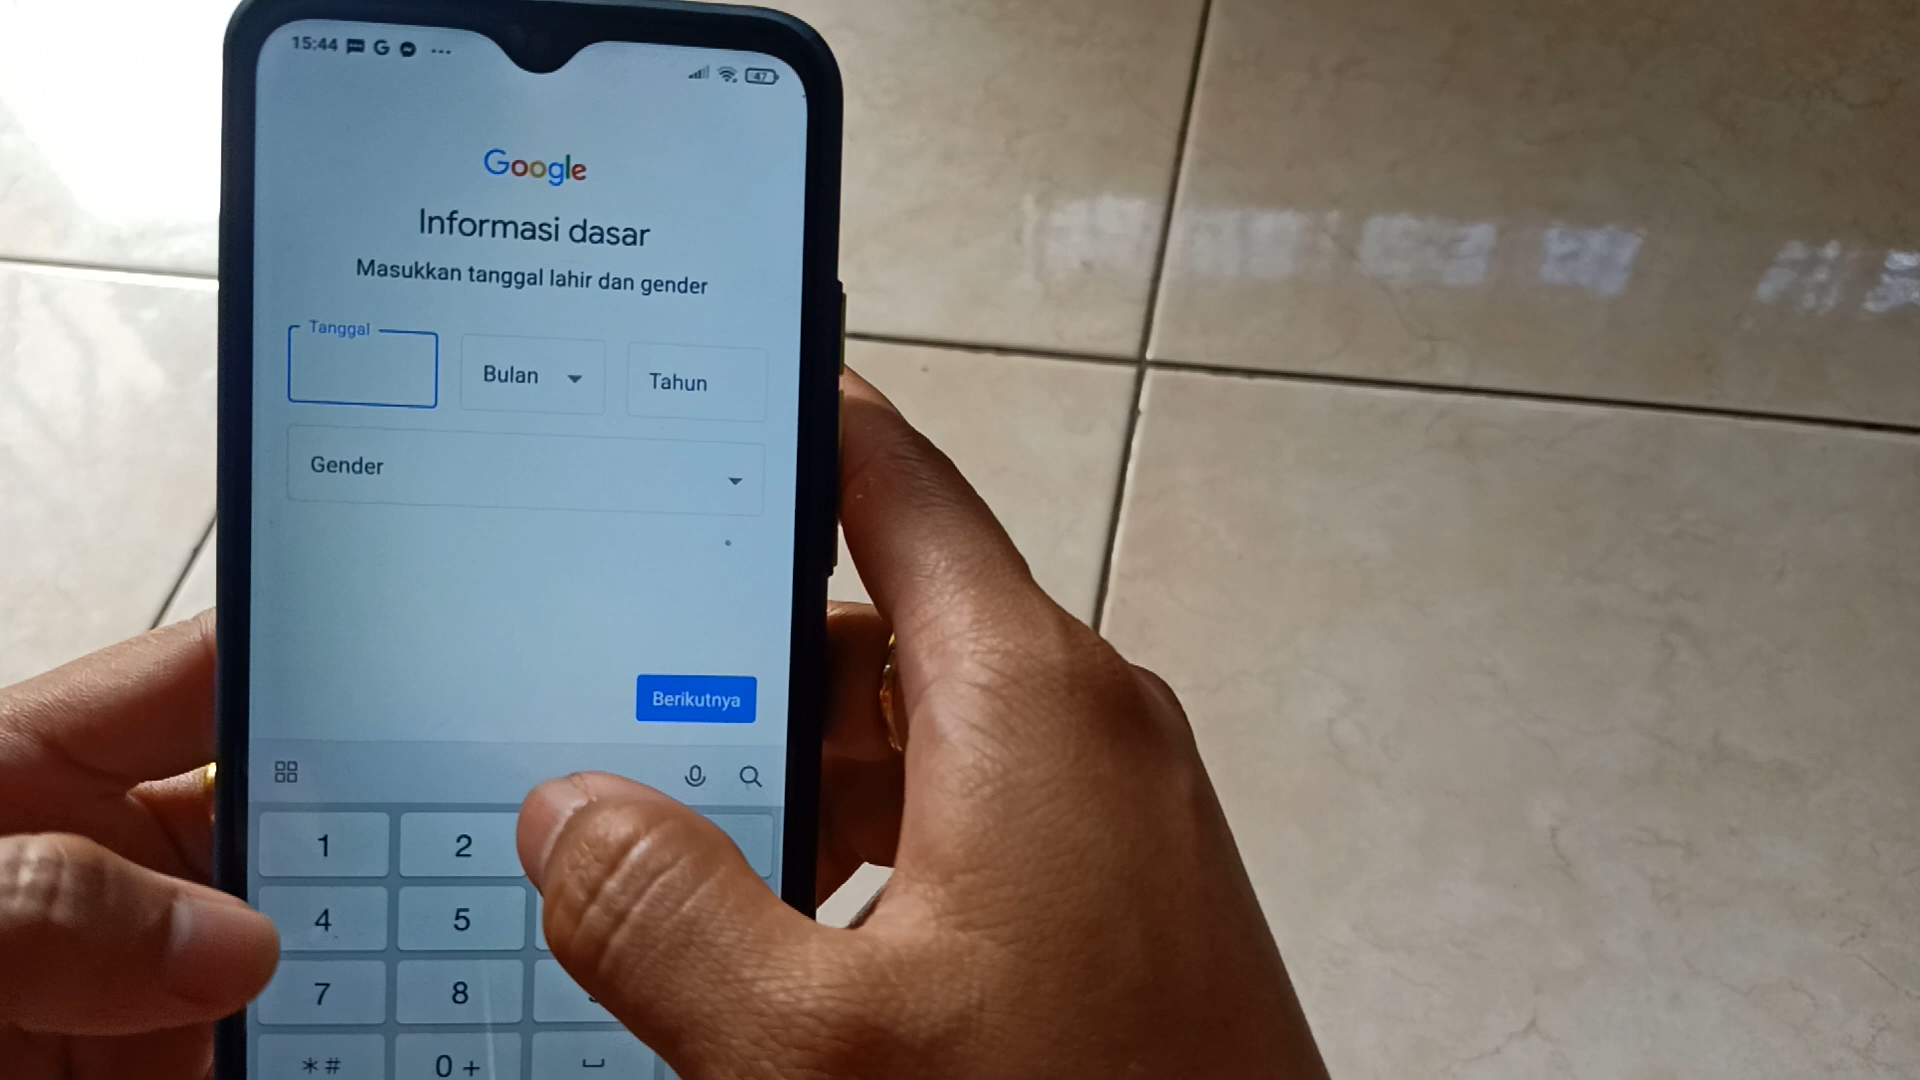 15:44
47
Google
Informasi dasar
Masukkan tanggal lahir dan gender
Tanggal
Bulan
Tahun
Gender
Berikutnya
1 2
4 5
7 8
*# 0 +